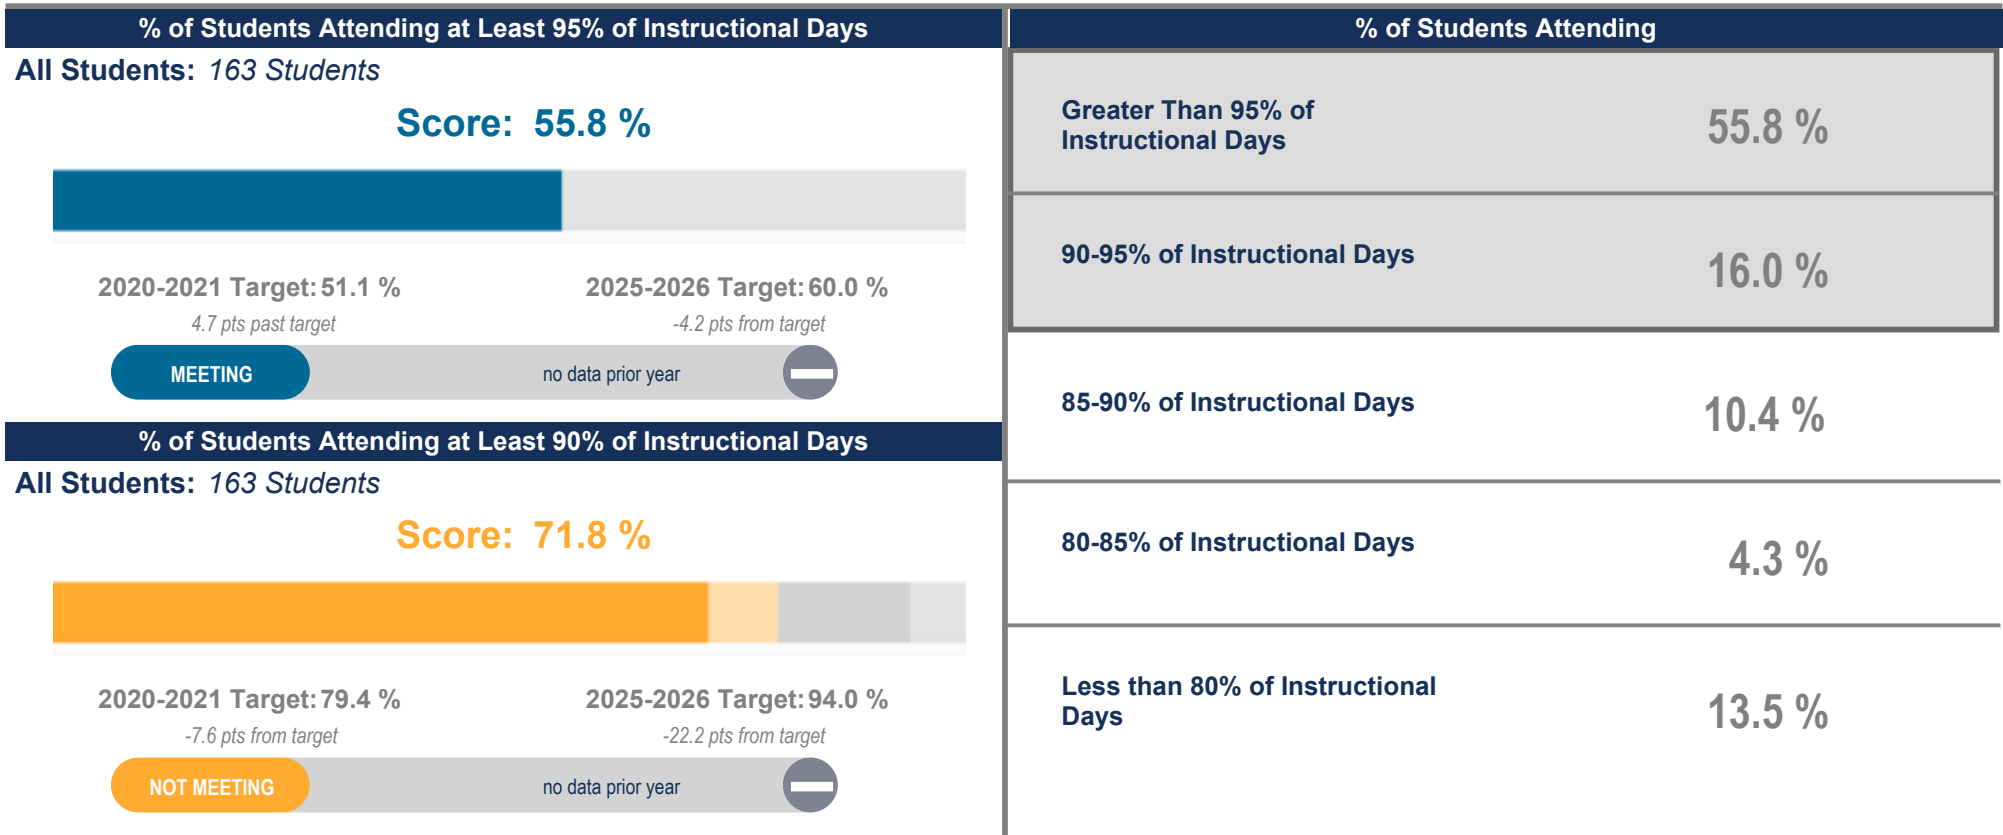 % of Students Attending at Least 95% of Instructional Days
All Students: 163 Students
Score: 55.8 %
2020-2021 Target: 51.1 %
4.7 pts past target
2025-2026 Target: 60.0 %
-4.2 pts from target
MEETING
no data prior year
% of Students Attending at Least 90% of Instructional Days
All Students: 163 Students
Score: 71.8 %
2020-2021 Target: 79.4 %
-7.6 pts from target
2025-2026 Target: 94.0 %
-22.2 pts from target
NOT MEETING
no data prior year
% of Students Attending
Greater Than 95% of
Instructional Days
55.8 %
90-95% of Instructional Days
16.0 %
85-90% of Instructional Days
10.4 %
80-85% of Instructional Days
4.3 %
Less than 80% of Instructional
Days
13.5 %